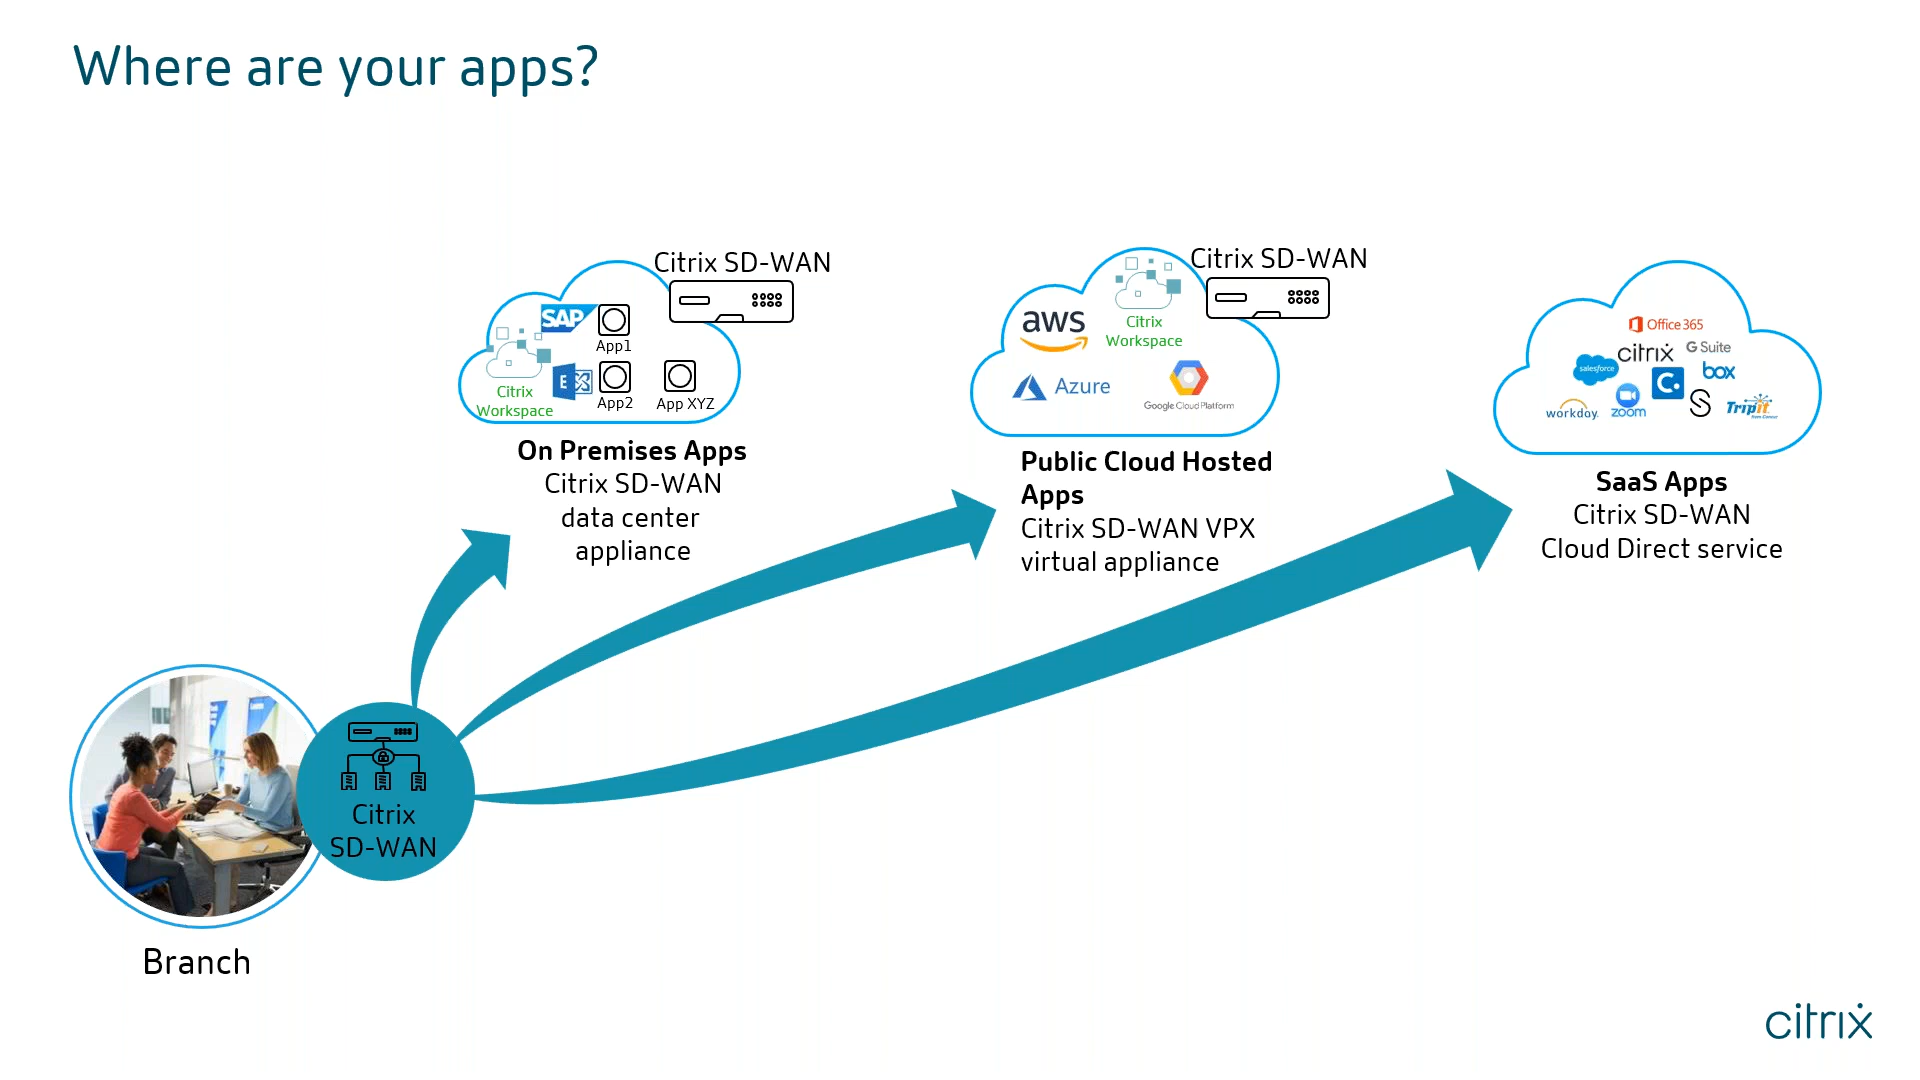 Where are your apps?
Citrix SD-WAN
SAP
App1
Citrix
Workspace
E
App2
App XYZ
On Premises Apps
Citrix SD-WAN
data center
appliance
Citrix SD-WAN
aws
Citrix
Workspace
Azure
Google Cloud Platform
Public Cloud Hosted
Apps
Citrix SD-WAN VPX
virtual appliance
Office 365
citrix
G Suite
salesforce
C.
box
workday.
zoom
TripIt
SaaS Apps
Citrix SD-WAN
Cloud Direct service
Citrix
SD-WAN
Branch
citrix